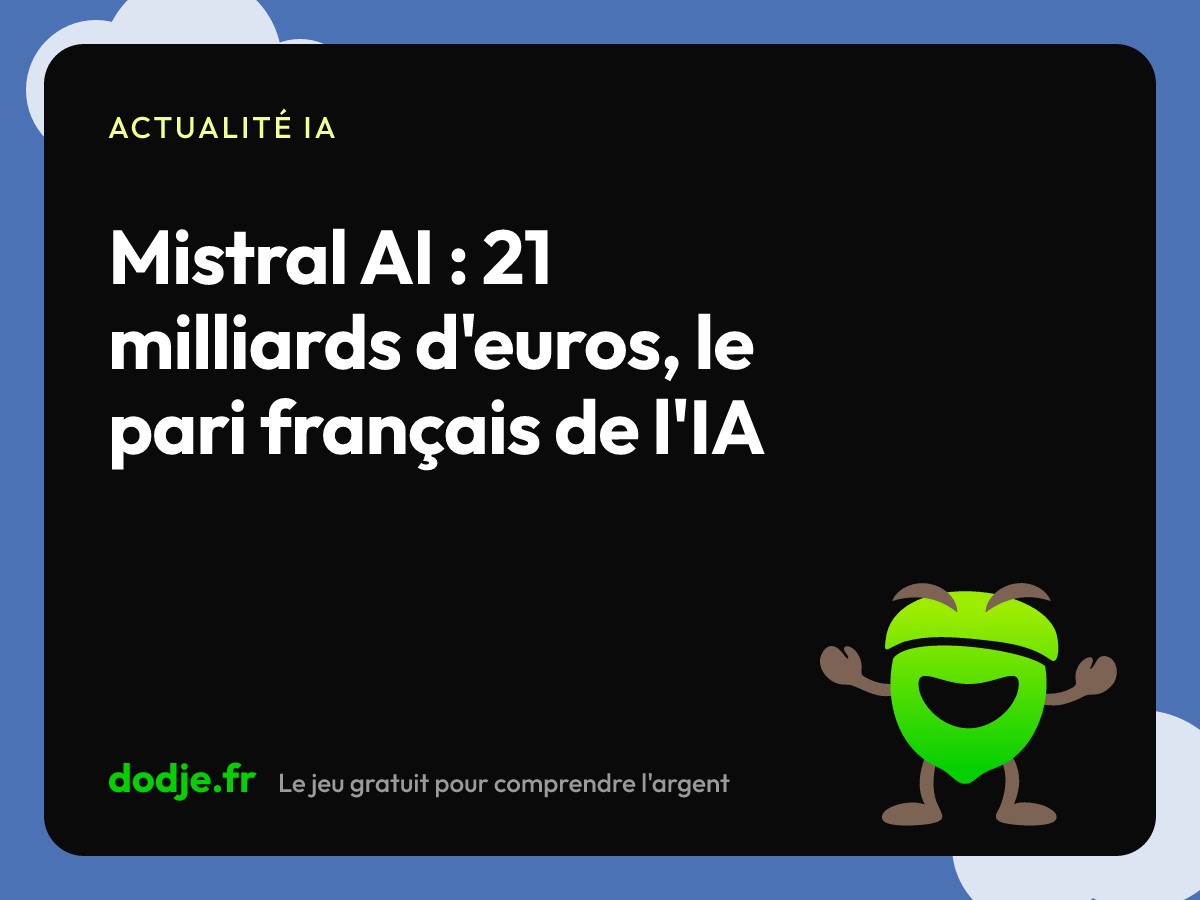 ACTUALITÉ IA
Mistral AI : 21
milliards d'euros, le
pari français de l'IA
dodje.fr Le jeu gratuit pour comprendre l'argent